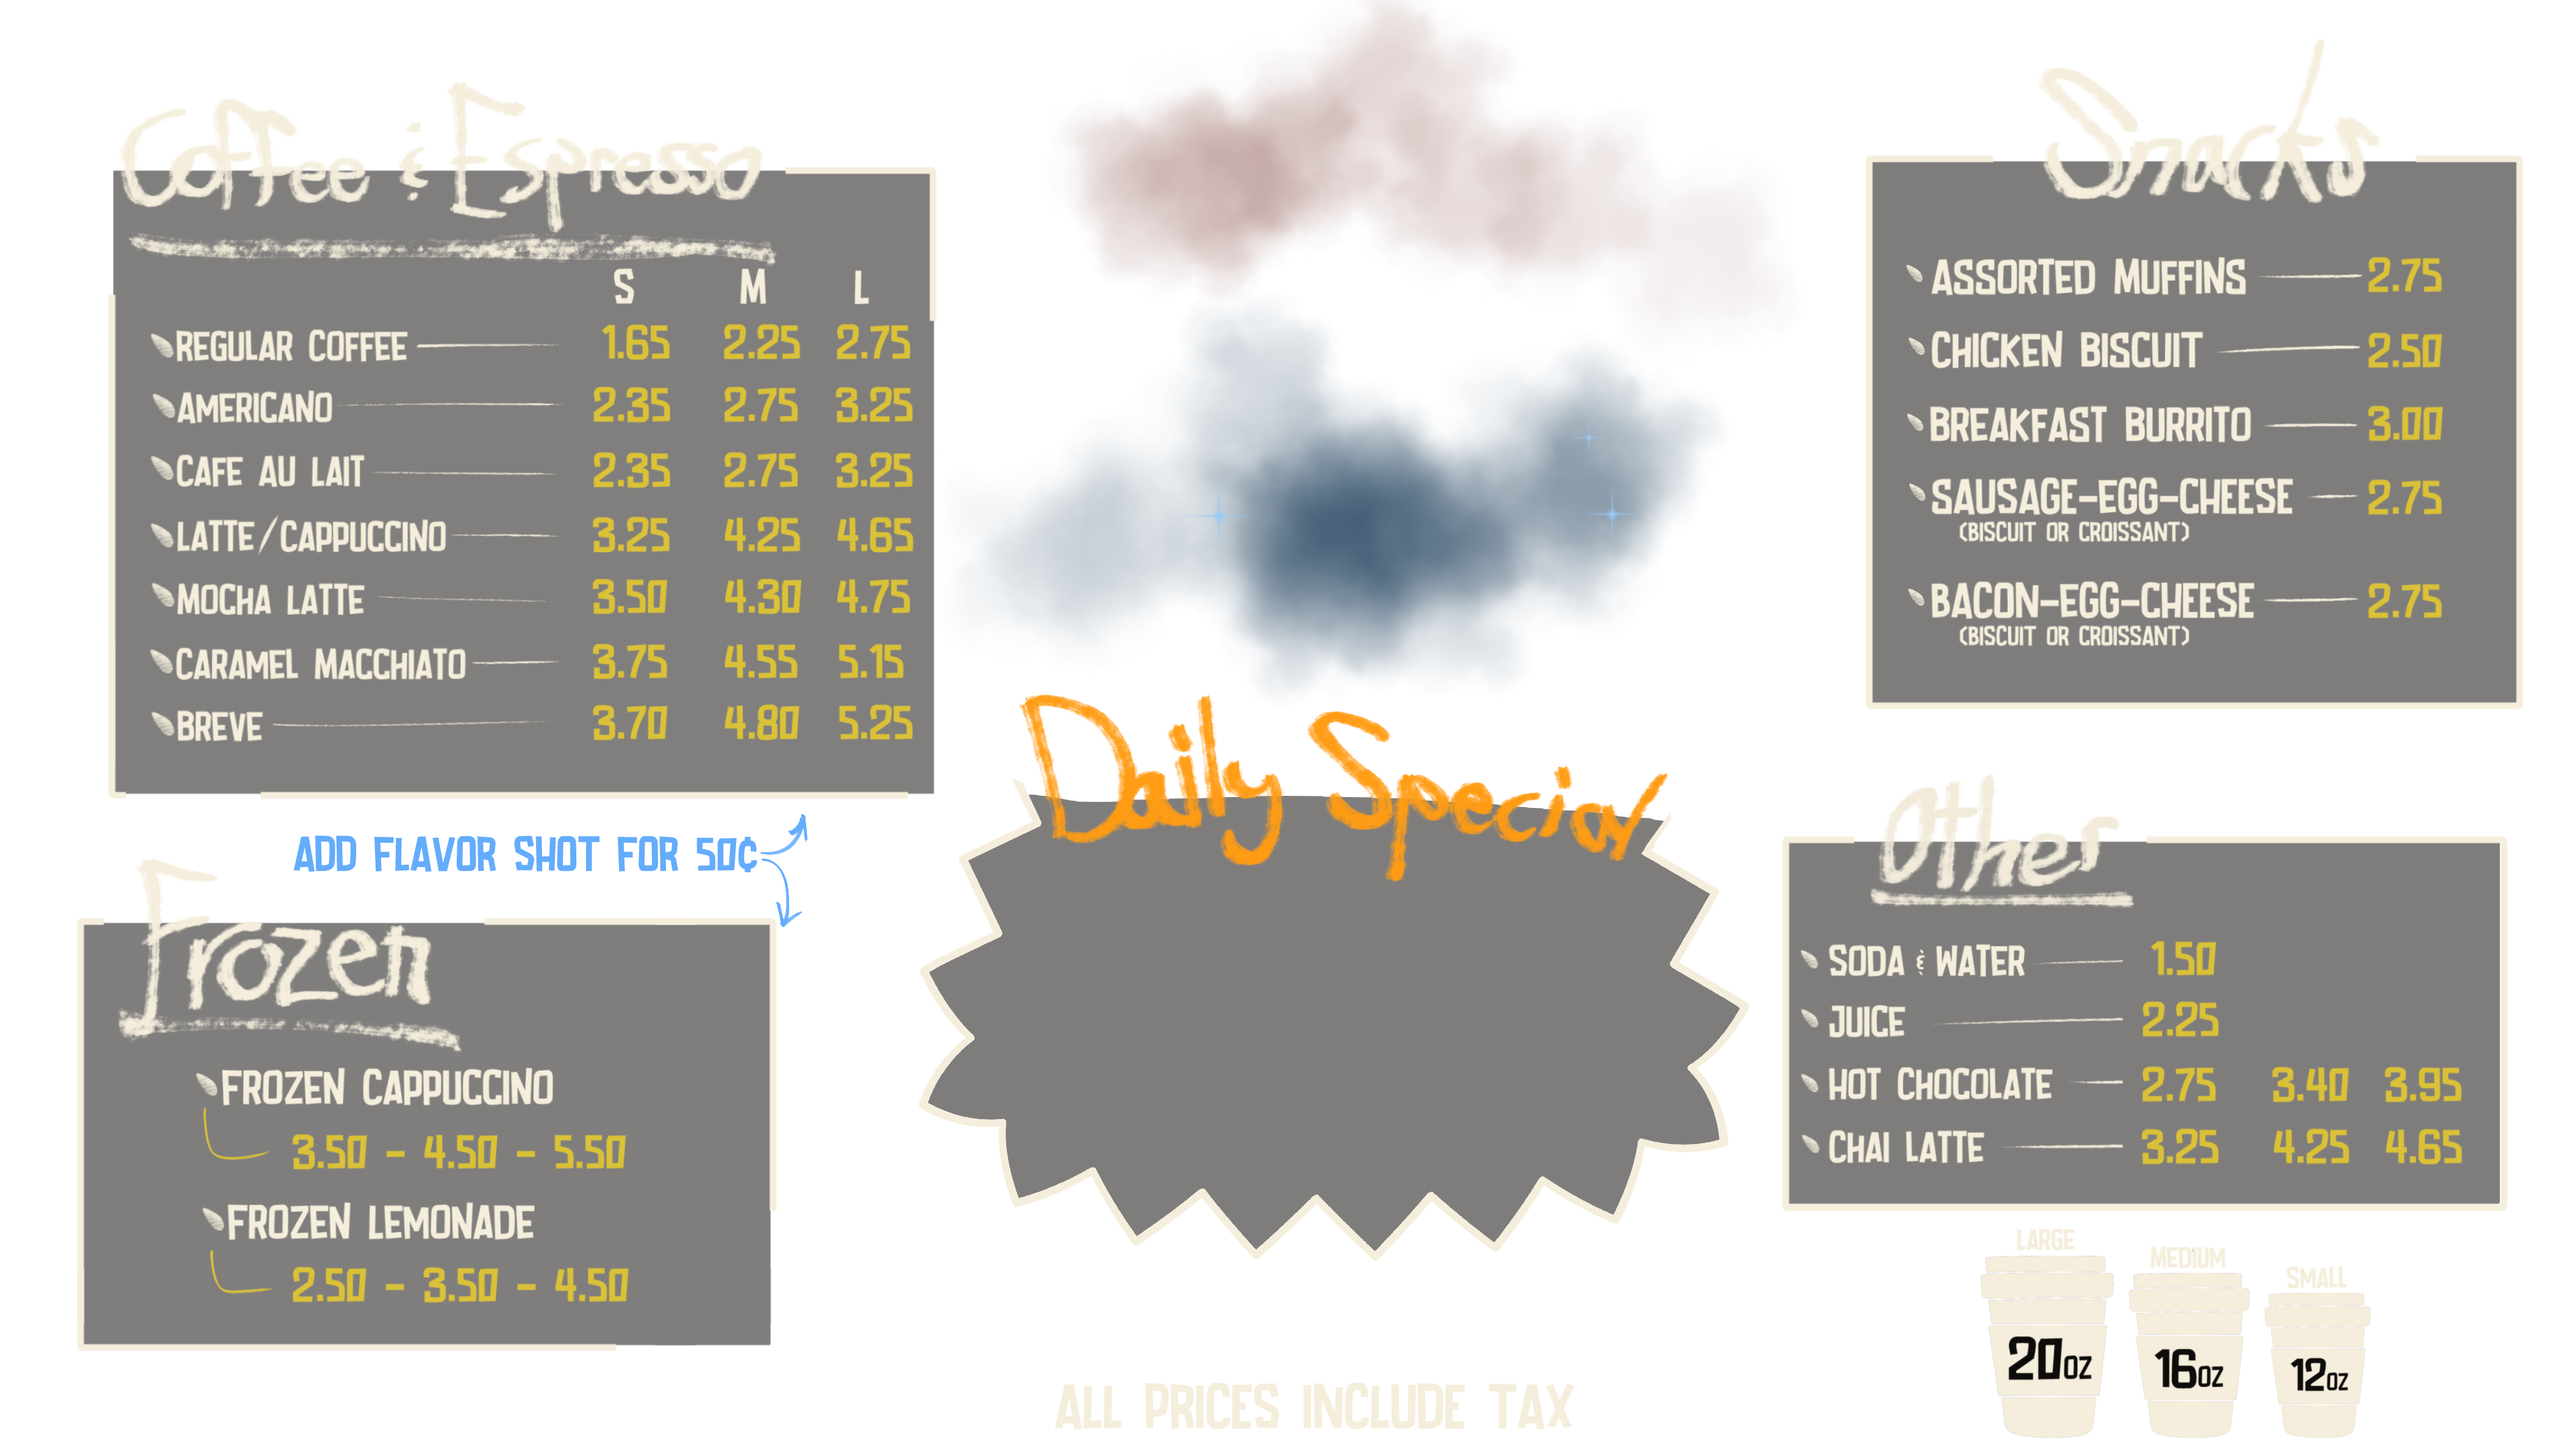 Coffee & Espresso
S M L
REGULAR COFFEE 1.65 2.25 2.75
AMERICANO 2.35 2.75 3.25
CAFE AU LAIT 2.35 2.75 3.25
LATTE/CAPPUCCINO 3.25 4.25 4.65
MOCHA LATTE 3.50 4.30 4.75
CARAMEL MACCHIATO 3.75 4.55 5.15
BREVE 3.70 4.80 5.25
ADD FLAVOR SHOT FOR 50¢
Frozen
FROZEN CAPPUCCINO
3.50 - 4.50 - 5.50
FROZEN LEMONADE
2.50 - 3.50 - 4.50
Daily Special
ALL PRICES INCLUDE TAX
Snacks
ASSORTED MUFFINS 2.75
CHICKEN BISCUIT 2.50
BREAKFAST BURRITO 3.00
SAUSAGE-EGG-CHEESE 2.75
(BISCUIT OR CROISSANT)
BACON-EGG-CHEESE 2.75
(BISCUIT OR CROISSANT)
Other
SODA & WATER 1.50
JUICE 2.25
HOT CHOCOLATE 2.75 3.40 3.95
CHAI LATTE 3.25 4.25 4.65
LARGE MEDIUM SMALL
20OZ 16OZ 12OZ